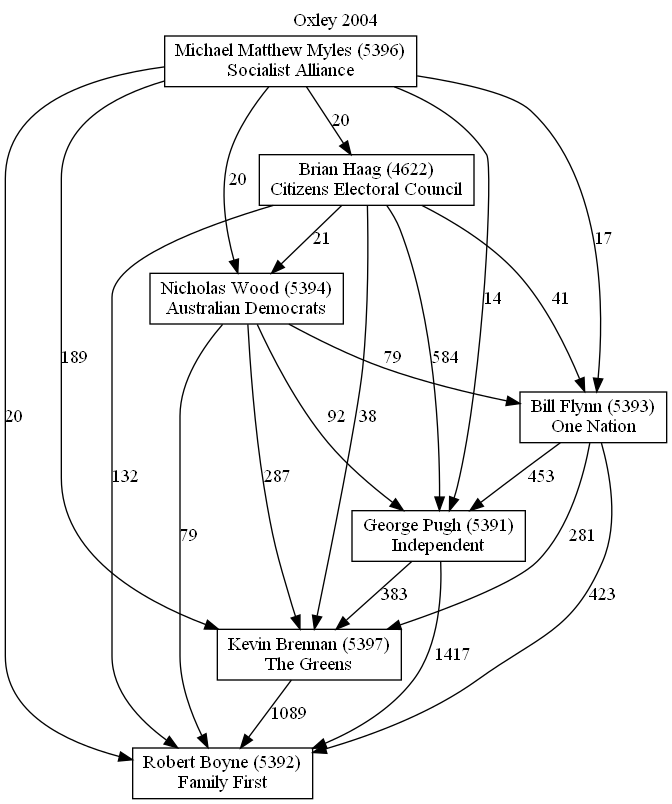 Oxley 2004
Michael Matthew Myles (5396)
Socialist Alliance
20
Brian Haag (4622)
Citizens Electoral Council
20
21
17
14
41
Nicholas Wood (5394)
Australian Democrats
189
584
79
Bill Flynn (5393)
One Nation
20
92
38
132
287
453
79
George Pugh (5391)
Independent
281
383
423
Kevin Brennan (5397)
The Greens
1417
1089
Robert Boyne (5392)
Family First